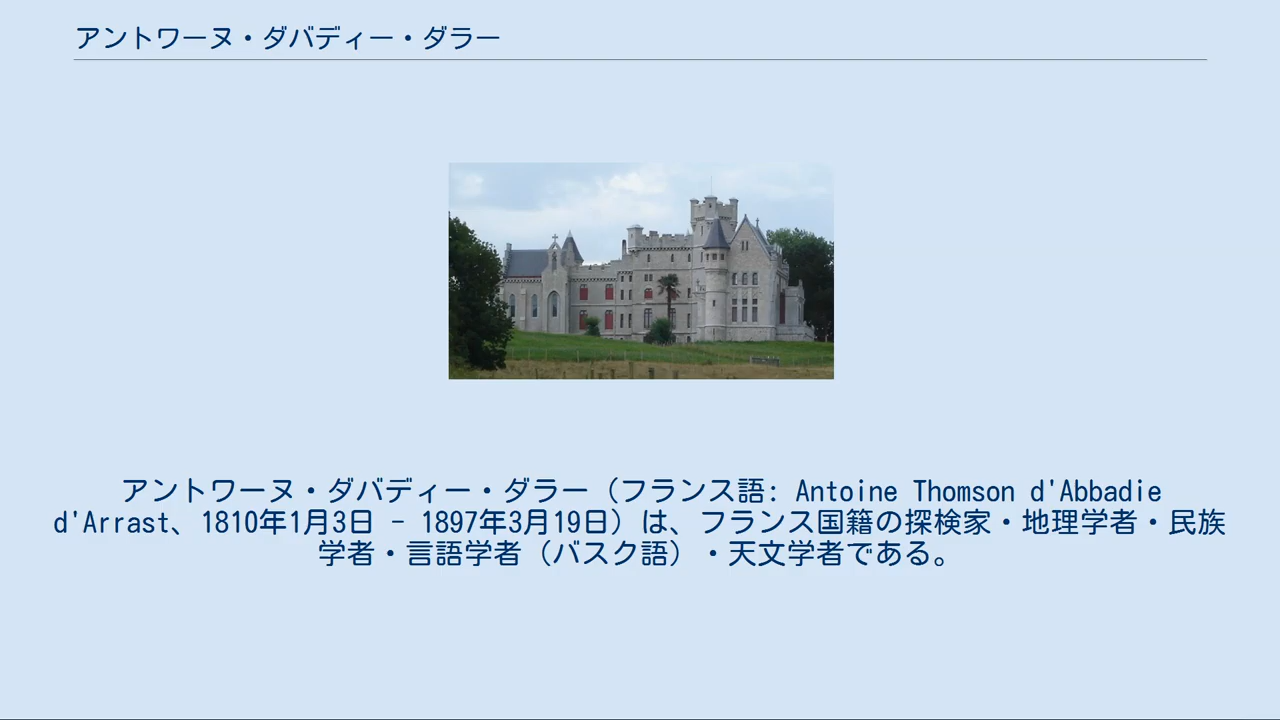 アントワーヌ・ダバディー・ダラー
アントワーヌ・ダバディー・ダラー（フランス語: Antoine Thomson d'Abbadie
d'Arrast、1810年1月3日 - 1897年3月19日）は、フランス国籍の探検家・地理学者・民族
学者・言語学者（バスク語）・天文学者である。